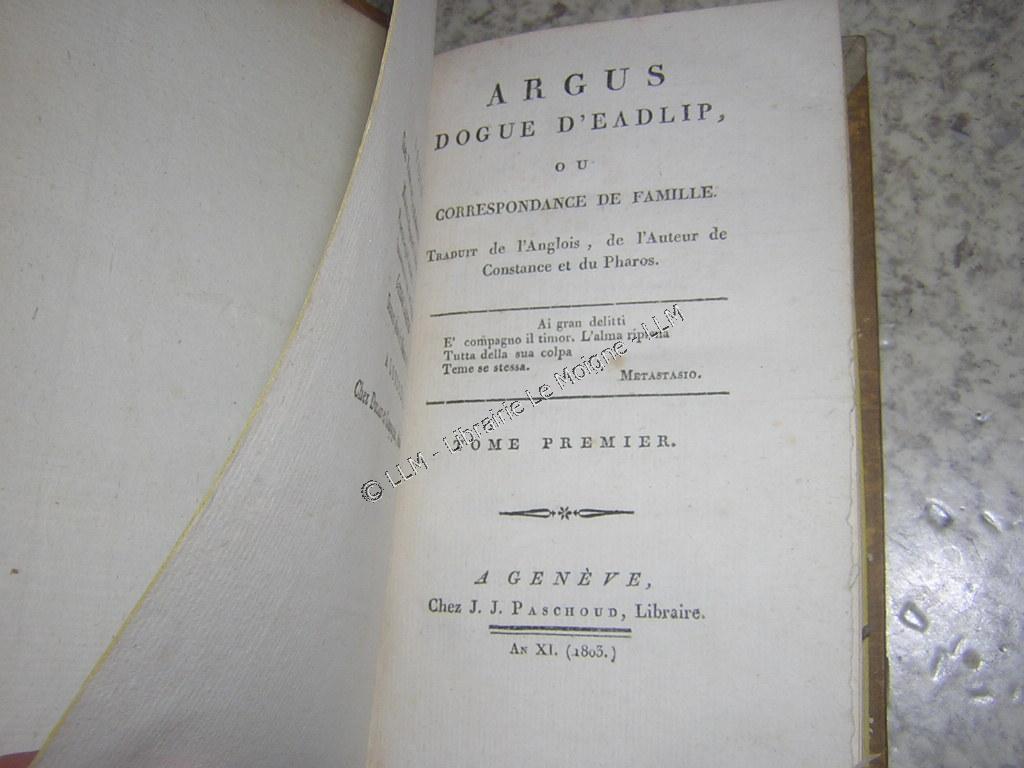 ARGUS
DOGUE D'EADLIP,
OU
CORRESPONDANCE DE FAMILLE.
TRADUIT de l'Anglois, de l'Auteur de
Constance et du Pharos.
Ai gran delitti
E' compagno il timor. L'alma ripiena
Tutta della sua colpa
Teme se stessa.
METASTASIO.
TOME PREMIER.
A GENÈVE,
Chez J. J. PASCHOUD, Libraire.
AN XI. (1803.)
© LLM - Librairie Le Moigne - LLM
Chez